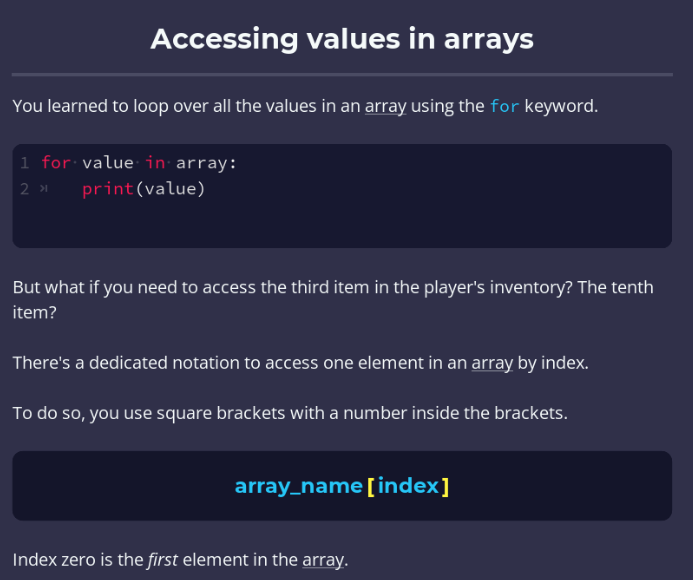 Accessing values in arrays
You learned to loop over all the values in an array using the for keyword.
1 for value in array:
2 print(value)
But what if you need to access the third item in the player's inventory? The tenth
item?
There's a dedicated notation to access one element in an array by index.
To do so, you use square brackets with a number inside the brackets.
array_name[index]
Index zero is the first element in the array.